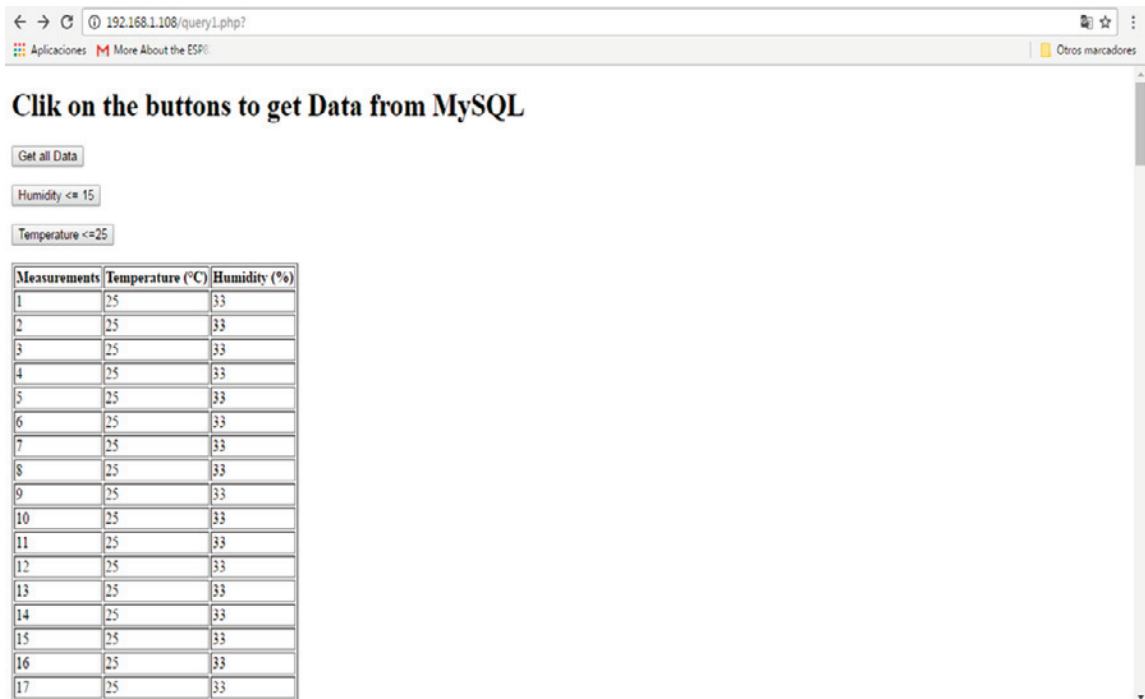 192.168.1.108/query1.php?
Aplicaciones More About the ESP8 Otros marcadores
Clik on the buttons to get Data from MySQL
Get all Data
Humidity <= 15
Temperature <=25
Measurements Temperature (°C) Humidity (%)
1 25 33
2 25 33
3 25 33
4 25 33
5 25 33
6 25 33
7 25 33
8 25 33
9 25 33
10 25 33
11 25 33
12 25 33
13 25 33
14 25 33
15 25 33
16 25 33
17 25 33